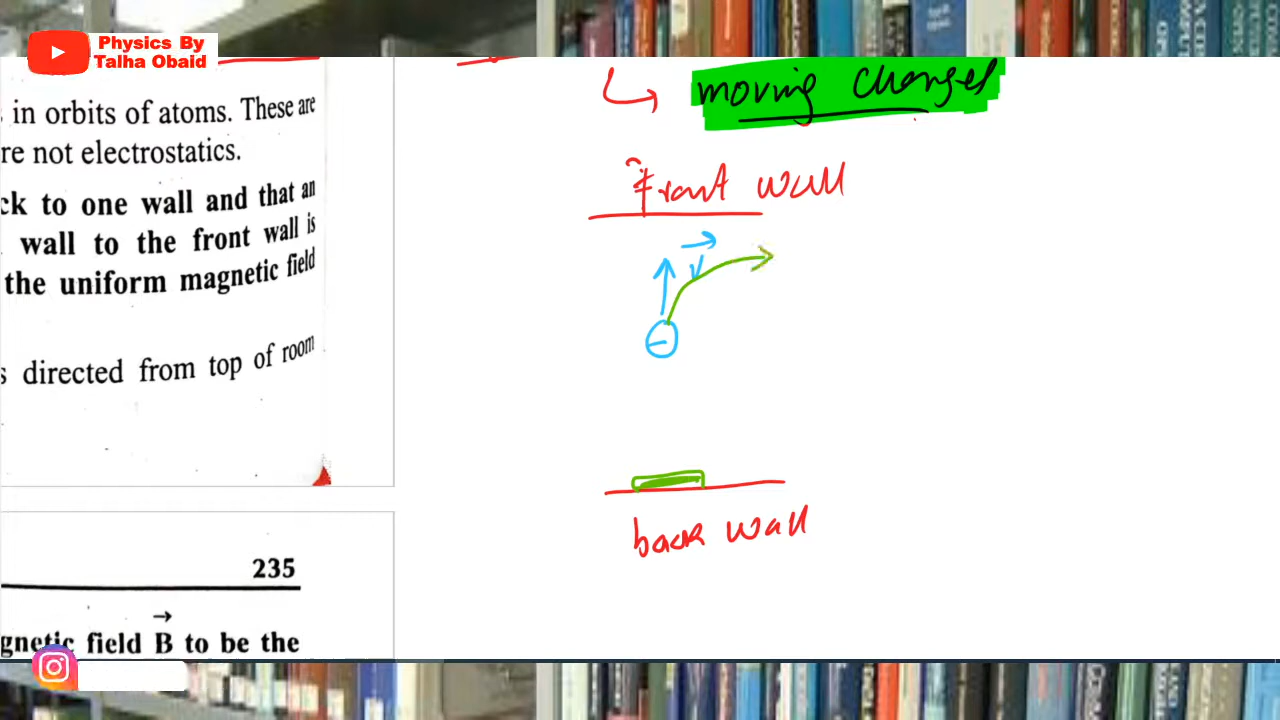 Physics By
Talha Obaid
in orbits of atoms. These are
re not electrostatics.
ck to one wall and that an
wall to the front wall is
the uniform magnetic field
s directed from top of room
235
gnetic field B to be the
moving charges
Front wall
V
back wall